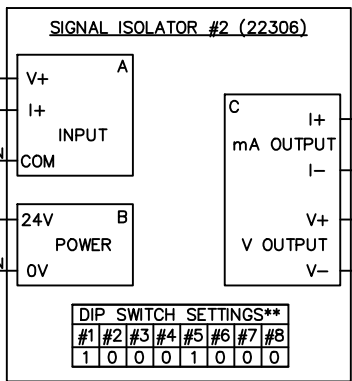 SIGNAL ISOLATOR #2 (22306)
A
V+
I+
INPUT
COM
B
24V
POWER
0V
C
I+
mA OUTPUT
I–
V+
V OUTPUT
V–
DIP SWITCH SETTINGS**
#1 #2 #3 #4 #5 #6 #7 #8
1 0 0 0 1 0 0 0